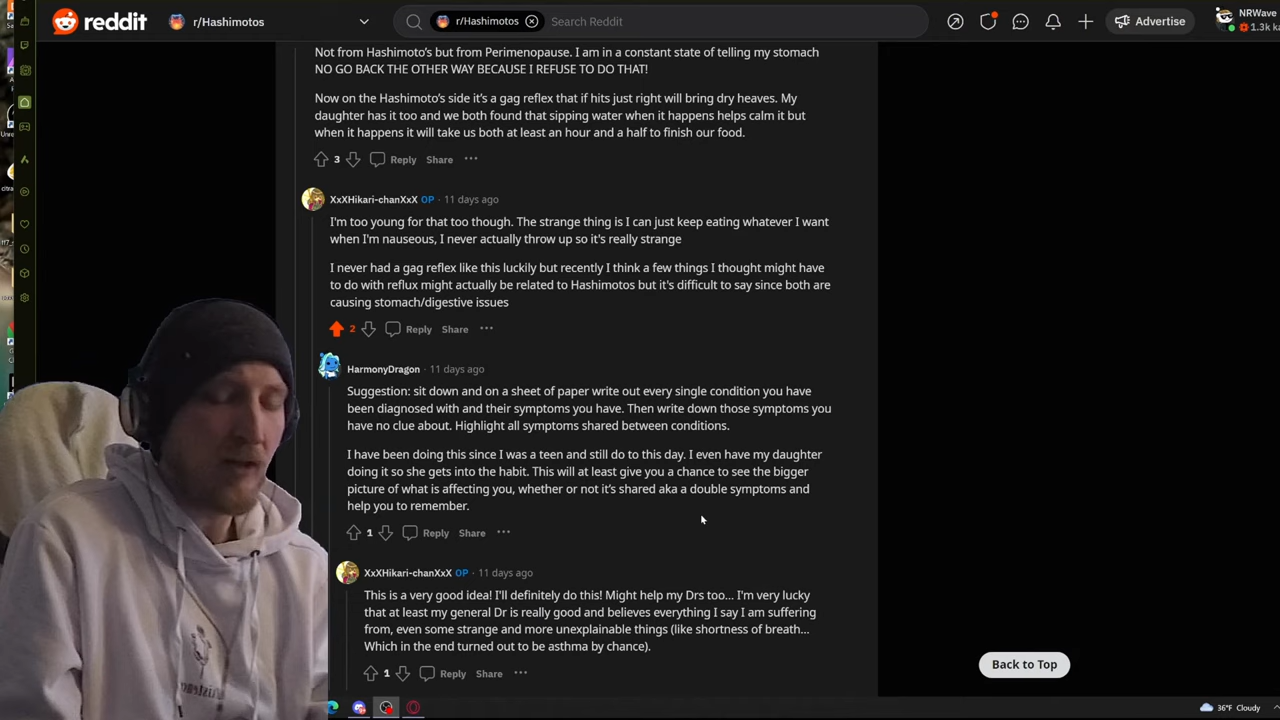 reddit
r/Hashimotos
r/Hashimotos
Search Reddit
Advertise
NRWave
1.3k ka
Not from Hashimoto's but from Perimenopause. I am in a constant state of telling my stomach
NO GO BACK THE OTHER WAY BECAUSE I REFUSE TO DO THAT!
Now on the Hashimoto's side it's a gag reflex that if hits just right will bring dry heaves. My
daughter has it too and we both found that sipping water when it happens helps calm it but
when it happens it will take us both at least an hour and a half to finish our food.
3 Reply Share ···
XxXHikari-chanXxX OP · 11 days ago
I'm too young for that too though. The strange thing is I can just keep eating whatever I want
when I'm nauseous, I never actually throw up so it's really strange
I never had a gag reflex like this luckily but recently I think a few things I thought might have
to do with reflux might actually be related to Hashimotos but it's difficult to say since both are
causing stomach/digestive issues
2 Reply Share ···
HarmonyDragon · 11 days ago
Suggestion: sit down and on a sheet of paper write out every single condition you have
been diagnosed with and their symptoms you have. Then write down those symptoms you
have no clue about. Highlight all symptoms shared between conditions.
I have been doing this since I was a teen and still do to this day. I even have my daughter
doing it so she gets into the habit. This will at least give you a chance to see the bigger
picture of what is affecting you, whether or not it's shared aka a double symptoms and
help you to remember.
1 Reply Share ···
XxXHikari-chanXxX OP · 11 days ago
This is a very good idea! I'll definitely do this! Might help my Drs too... I'm very lucky
that at least my general Dr is really good and believes everything I say I am suffering
from, even some strange and more unexplainable things (like shortness of breath...
Which in the end turned out to be asthma by chance).
1 Reply Share ···
Back to Top
36°F Cloudy